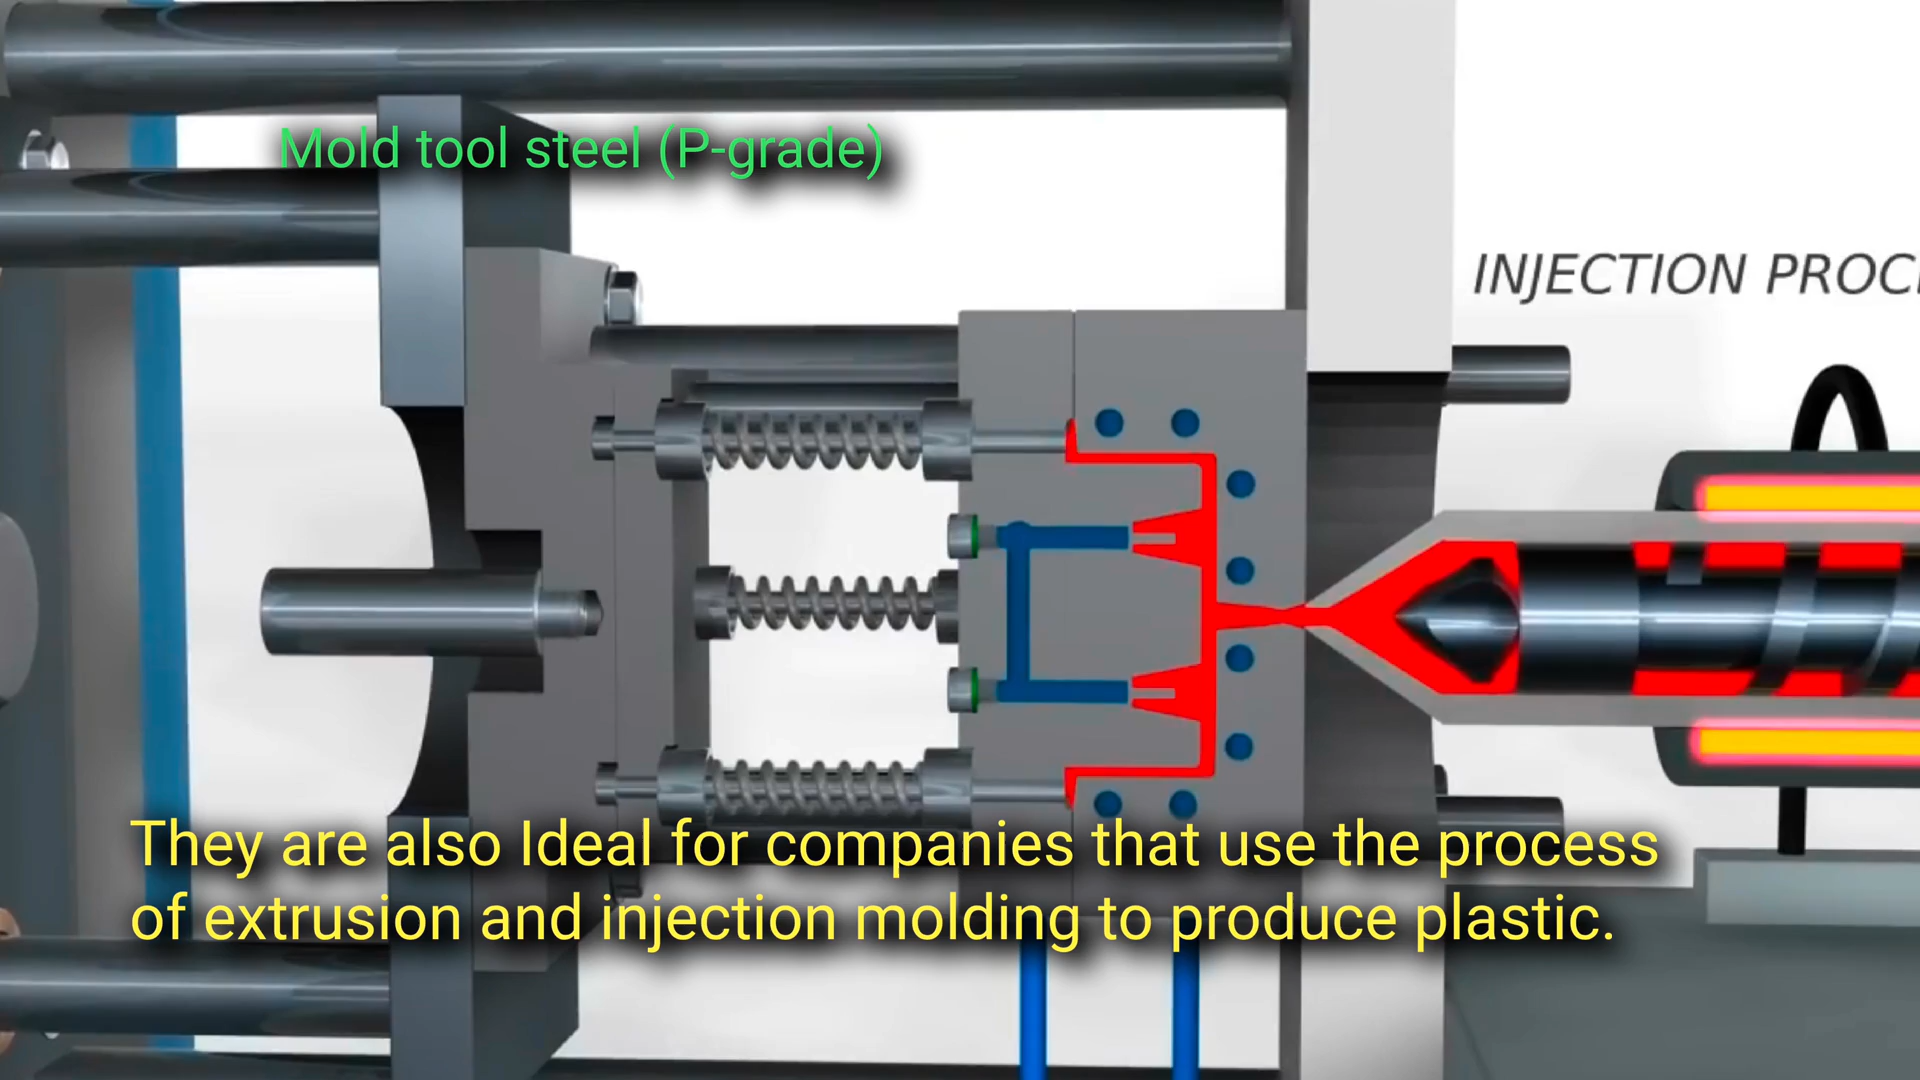 Mold tool steel (P-grade)
INJECTION
They are also Ideal for companies that use the process
of extrusion and injection molding to produce plastic.